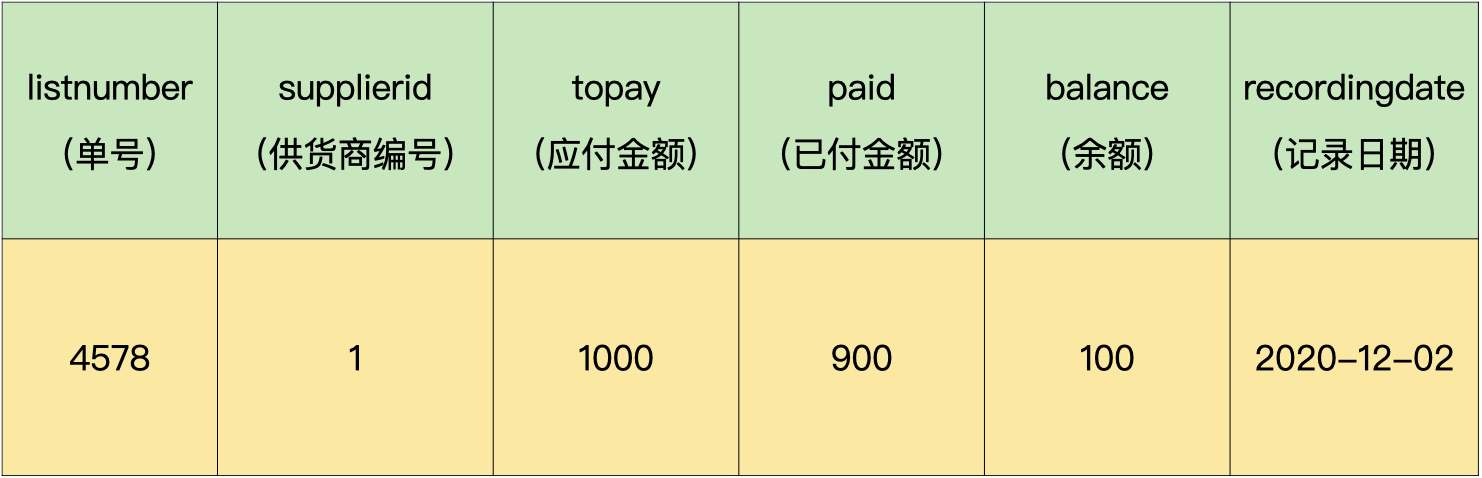 listnumber
（单号）
supplierid
（供货商编号）
topay
（应付金额）
paid
（已付金额）
balance
（余额）
recordingdate
（记录日期）
4578
1
1000
900
100
2020-12-02